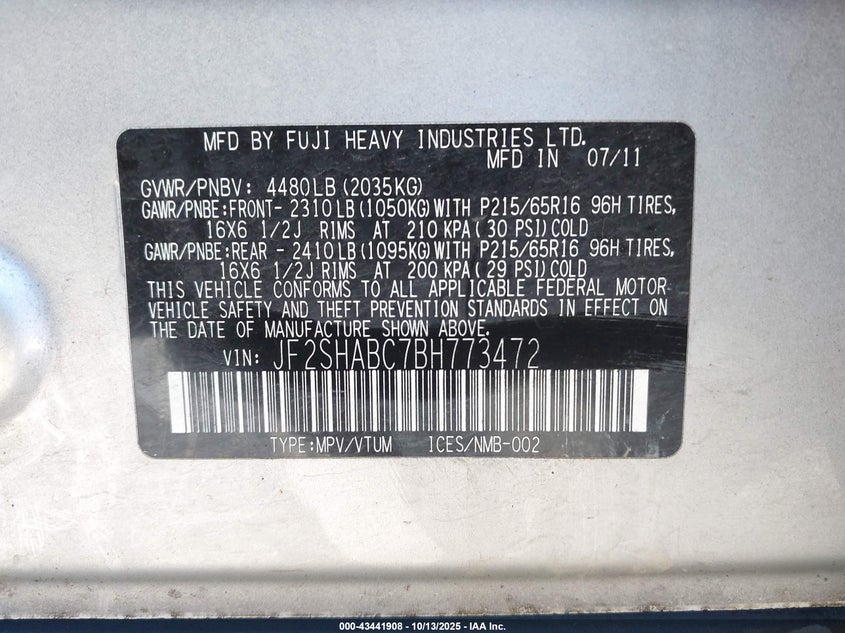 MFD BY FUJI HEAVY INDUSTRIES LTD.
MFD IN 07/11
GVWR/PNBV: 4480LB (2035KG)
GAWR/PNBE:FRONT- 2310LB (1050KG) WITH P215/65R16 96H TIRES,
16X6 1/2J RIMS AT 210 KPA (30 PSI) COLD
GAWR/PNBE:REAR - 2410LB (1095KG) WITH P215/65R16 96H TIRES,
16X6 1/2J RIMS AT 200 KPA (29 PSI) COLD
THIS VEHICLE CONFORMS TO ALL APPLICABLE FEDERAL MOTOR
VEHICLE SAFETY AND THEFT PREVENTION STANDARDS IN EFFECT ON
THE DATE OF MANUFACTURE SHOWN ABOVE.
VIN: JF2SHABC7BH773472
TYPE:MPV/VTUM ICES/NMB-002
000-43441908 - 10/13/2025 - IAA Inc.